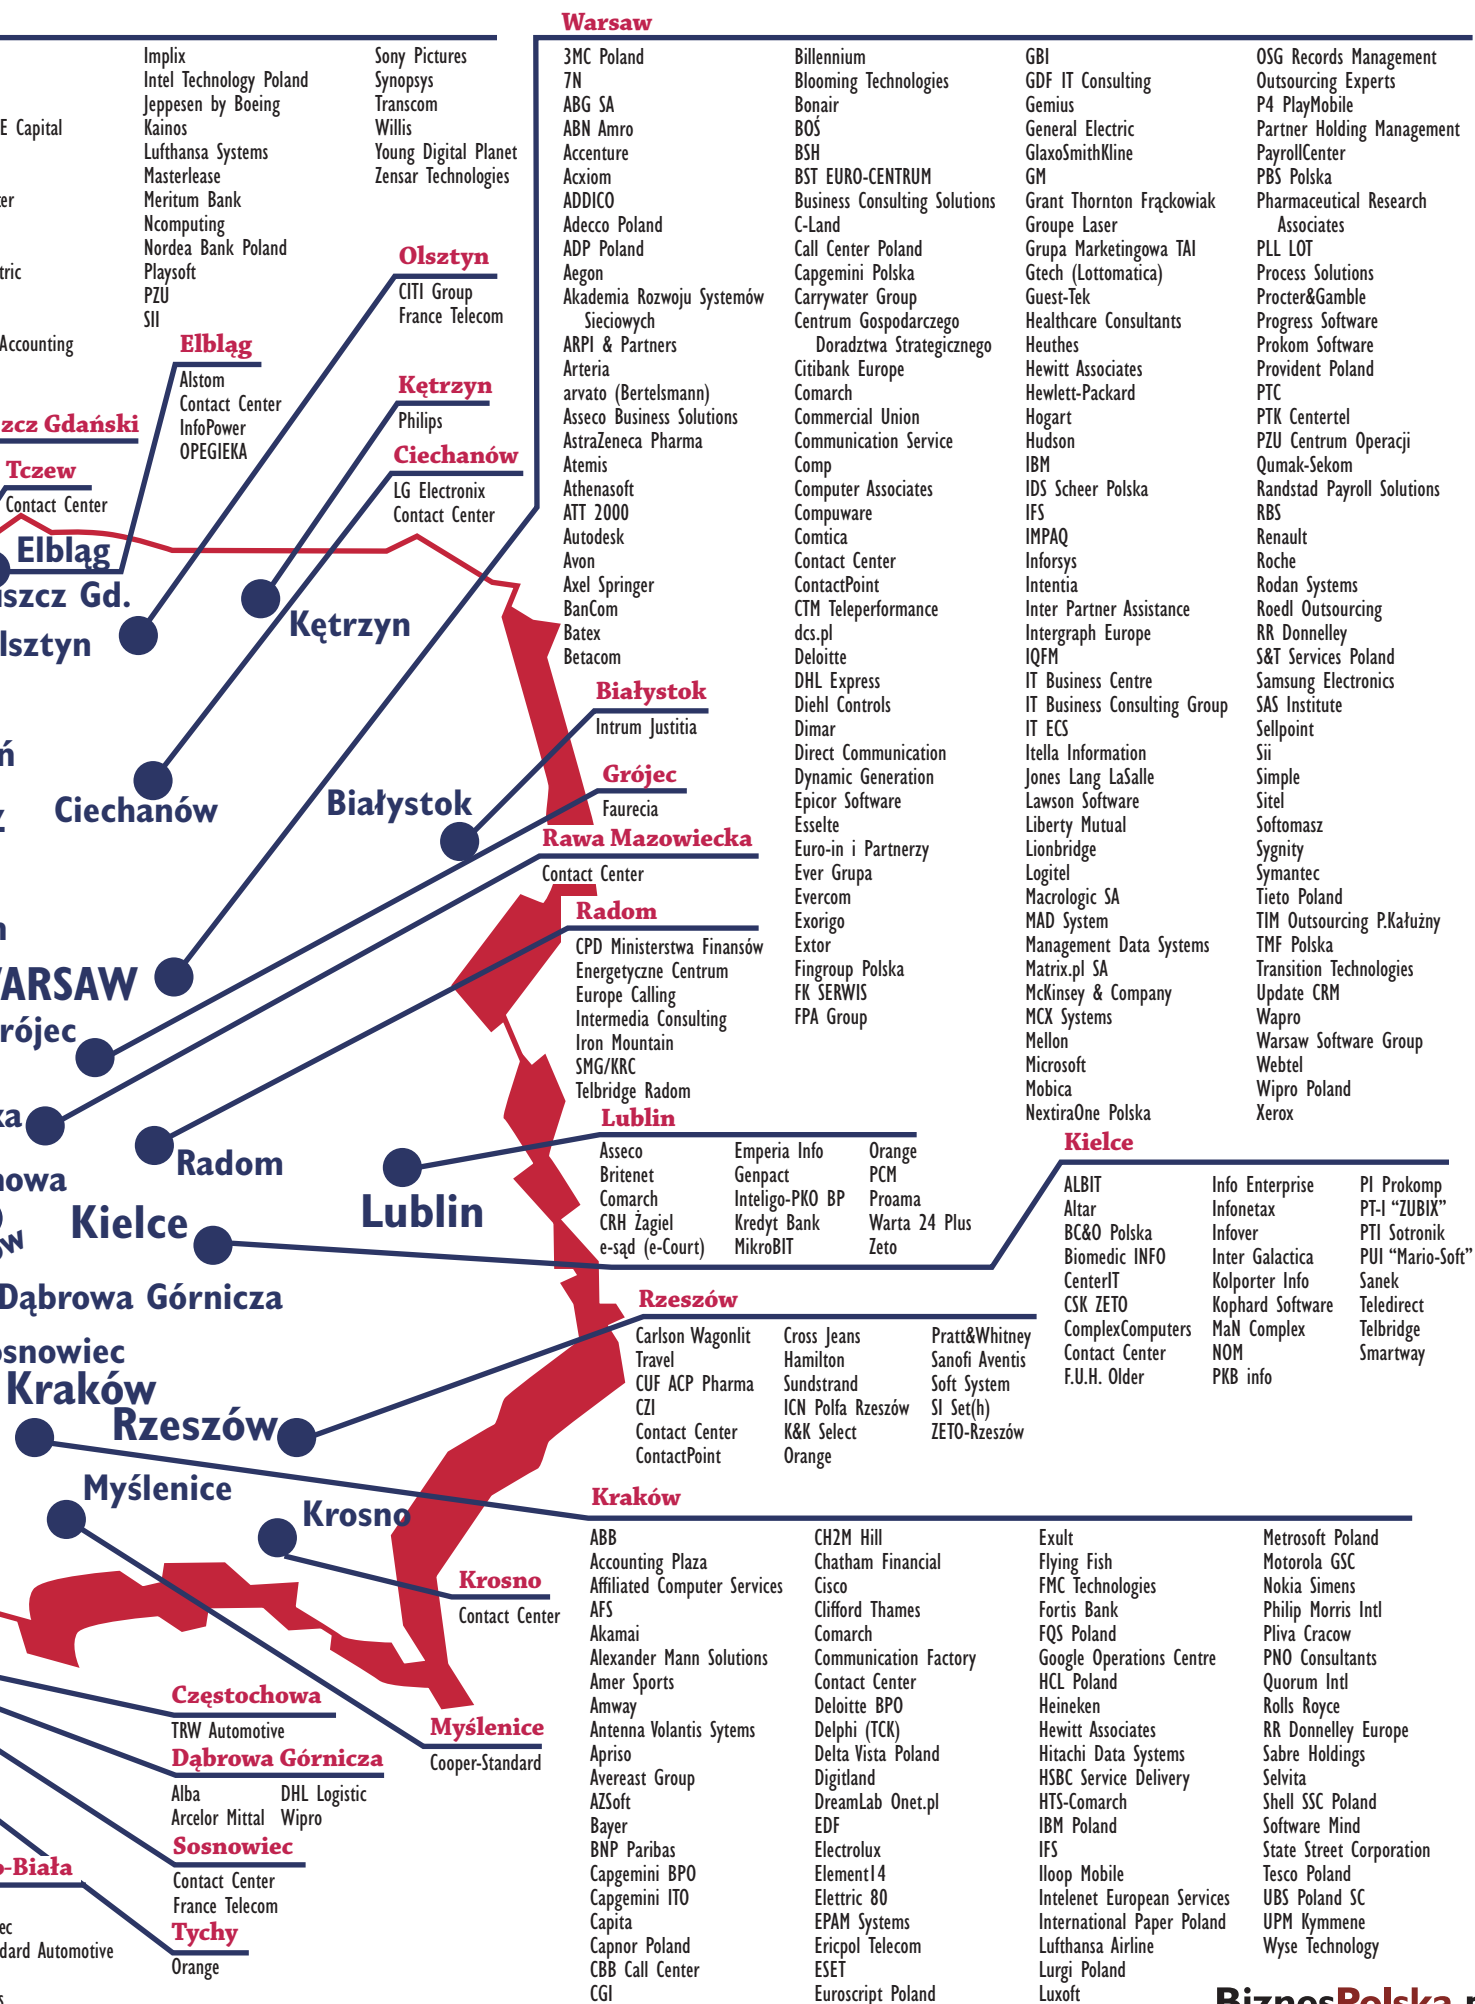 E Capital
tric
Accounting
Implix
Intel Technology Poland
Jeppesen by Boeing
Kainos
Lufthansa Systems
Masterlease
Meritum Bank
Ncomputing
Nordea Bank Poland
Playsoft
PZU
SII
Sony Pictures
Synopsys
Transcom
Willis
Young Digital Planet
Zensar Technologies
Olsztyn
CITI Group
France Telecom
Elbląg
Alstom
Contact Center
InfoPower
OPEGIEKA
Kętrzyn
Philips
zcz Gdański
Tczew
Contact Center
Ciechanów
LG Electronix
Contact Center
Warsaw
3MC Poland
7N
ABG SA
ABN Amro
Accenture
Acxiom
ADDICO
Adecco Poland
ADP Poland
Aegon
Akademia Rozwoju Systemów
Sieciowych
ARPI & Partners
Arteria
arvato (Bertelsmann)
Asseco Business Solutions
AstraZeneca Pharma
Atemis
Athenasoft
ATT 2000
Autodesk
Avon
Axel Springer
BanCom
Batex
Betacom
Billennium
Blooming Technologies
Bonair
BOŚ
BSH
BST EURO-CENTRUM
Business Consulting Solutions
C-Land
Call Center Poland
Capgemini Polska
Carrywater Group
Centrum Gospodarczego
Doradztwa Strategicznego
Citibank Europe
Comarch
Commercial Union
Communication Service
Comp
Computer Associates
Compuware
Comtica
Contact Center
ContactPoint
CTM Teleperformance
dcs.pl
Deloitte
DHL Express
Diehl Controls
Dimar
Direct Communication
Dynamic Generation
Epicor Software
Esselte
Euro-in i Partnerzy
Ever Grupa
Evercom
Exorigo
Extor
Fingroup Polska
FK SERWIS
FPA Group
GBI
GDF IT Consulting
Gemius
General Electric
GlaxoSmithKline
GM
Grant Thornton Frąckowiak
Groupe Laser
Grupa Marketingowa TAI
Gtech (Lottomatica)
Guest-Tek
Healthcare Consultants
Heuthes
Hewitt Associates
Hewlett-Packard
Hogart
Hudson
IBM
IDS Scheer Polska
IFS
IMPAQ
Inforsys
Intentia
Inter Partner Assistance
Intergraph Europe
IQFM
IT Business Centre
IT Business Consulting Group
IT ECS
Itella Information
Jones Lang LaSalle
Lawson Software
Liberty Mutual
Lionbridge
Logitel
Macrologic SA
MAD System
Management Data Systems
Matrix.pl SA
McKinsey & Company
MCX Systems
Mellon
Microsoft
Mobica
NextiraOne Polska
OSG Records Management
Outsourcing Experts
P4 PlayMobile
Partner Holding Management
PayrollCenter
PBS Polska
Pharmaceutical Research
Associates
PLL LOT
Process Solutions
Procter&Gamble
Progress Software
Prokom Software
Provident Poland
PTC
PTK Centertel
PZU Centrum Operacji
Qumak-Sekom
Randstad Payroll Solutions
RBS
Renault
Roche
Rodan Systems
Roedl Outsourcing
RR Donnelley
S&T Services Poland
Samsung Electronics
SAS Institute
Sellpoint
Sii
Simple
Sitel
Softomasz
Sygnity
Symantec
Tieto Poland
TIM Outsourcing P.Kałużny
TMF Polska
Transition Technologies
Update CRM
Wapro
Warsaw Software Group
Webtel
Wipro Poland
Xerox
Elbląg
szcz Gd.
lsztyn
Kętrzyn
ń
Ciechanów
Białystok
ARSAW
rójec
ka
Radom
nowa
ów
Kielce
Lublin
Dąbrowa Górnicza
osnowiec
Kraków
Rzeszów
Myślenice
Krosno
Białystok
Intrum Justitia
Grójec
Faurecia
Rawa Mazowiecka
Contact Center
Radom
CPD Ministerstwa Finansów
Energetyczne Centrum
Europe Calling
Intermedia Consulting
Iron Mountain
SMG/KRC
Telbridge Radom
Lublin
Asseco
Britenet
Comarch
CRH Żagiel
e-sąd (e-Court)
Emperia Info
Genpact
Inteligo-PKO BP
Kredyt Bank
MikroBIT
Orange
PCM
Proama
Warta 24 Plus
Zeto
Kielce
ALBIT
Altar
BC&O Polska
Biomedic INFO
CenterIT
CSK ZETO
ComplexComputers
Contact Center
F.U.H. Older
Info Enterprise
Infonetax
Infover
Inter Galactica
Kolporter Info
Kophard Software
MaN Complex
NOM
PKB info
PI Prokomp
PT-I “ZUBIX”
PTI Sotronik
PUI “Mario-Soft”
Sanek
Teledirect
Telbridge
Smartway
Rzeszów
Carlson Wagonlit
Travel
CUF ACP Pharma
CZI
Contact Center
ContactPoint
Cross Jeans
Hamilton
Sundstrand
ICN Polfa Rzeszów
K&K Select
Orange
Pratt&Whitney
Sanofi Aventis
Soft System
SI Set(h)
ZETO-Rzeszów
Kraków
ABB
Accounting Plaza
Affiliated Computer Services
AFS
Akamai
Alexander Mann Solutions
Amer Sports
Amway
Antenna Volantis Sytems
Apriso
Avereast Group
AZSoft
Bayer
BNP Paribas
Capgemini BPO
Capgemini ITO
Capita
Capnor Poland
CBB Call Center
CGI
CH2M Hill
Chatham Financial
Cisco
Clifford Thames
Comarch
Communication Factory
Contact Center
Deloitte BPO
Delphi (TCK)
Delta Vista Poland
Digitland
DreamLab Onet.pl
EDF
Electrolux
Element14
Elettric 80
EPAM Systems
Ericpol Telecom
ESET
Euroscript Poland
Exult
Flying Fish
FMC Technologies
Fortis Bank
FQS Poland
Google Operations Centre
HCL Poland
Heineken
Hewitt Associates
Hitachi Data Systems
HSBC Service Delivery
HTS-Comarch
IBM Poland
IFS
Iloop Mobile
Intelenet European Services
International Paper Poland
Lufthansa Airline
Lurgi Poland
Luxoft
Metrosoft Poland
Motorola GSC
Nokia Simens
Philip Morris Intl
Pliva Cracow
PNO Consultants
Quorum Intl
Rolls Royce
RR Donnelley Europe
Sabre Holdings
Selvita
Shell SSC Poland
Software Mind
State Street Corporation
Tesco Poland
UBS Poland SC
UPM Kymmene
Wyse Technology
Krosno
Contact Center
Częstochowa
TRW Automotive
Myślenice
Cooper-Standard
Dąbrowa Górnicza
Alba
Arcelor Mittal
DHL Logistic
Wipro
Sosnowiec
Contact Center
France Telecom
o-Biała
ec
dard Automotive
Tychy
Orange
BiznesPolska